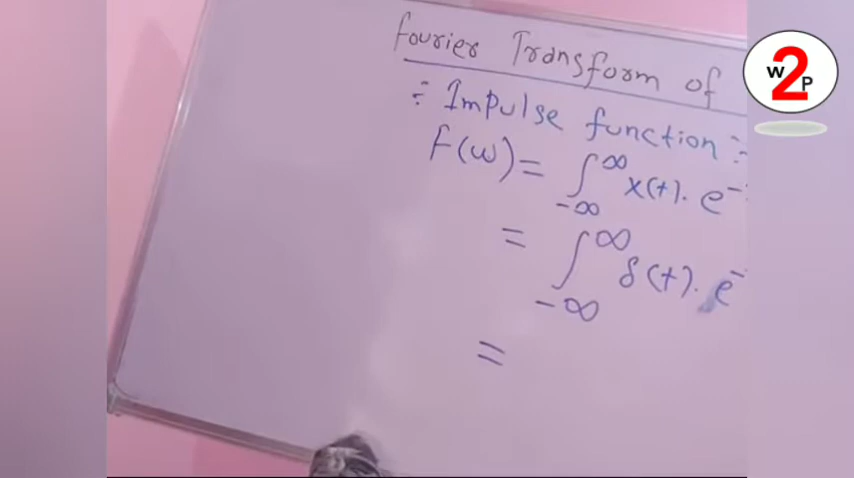 Fourier Transform of
÷ Impulse function ÷
F(ω) = ∫_{-∞}^{∞} x(t). e^-
= ∫_{-∞}^{∞} δ(t). e^-
=
W2P